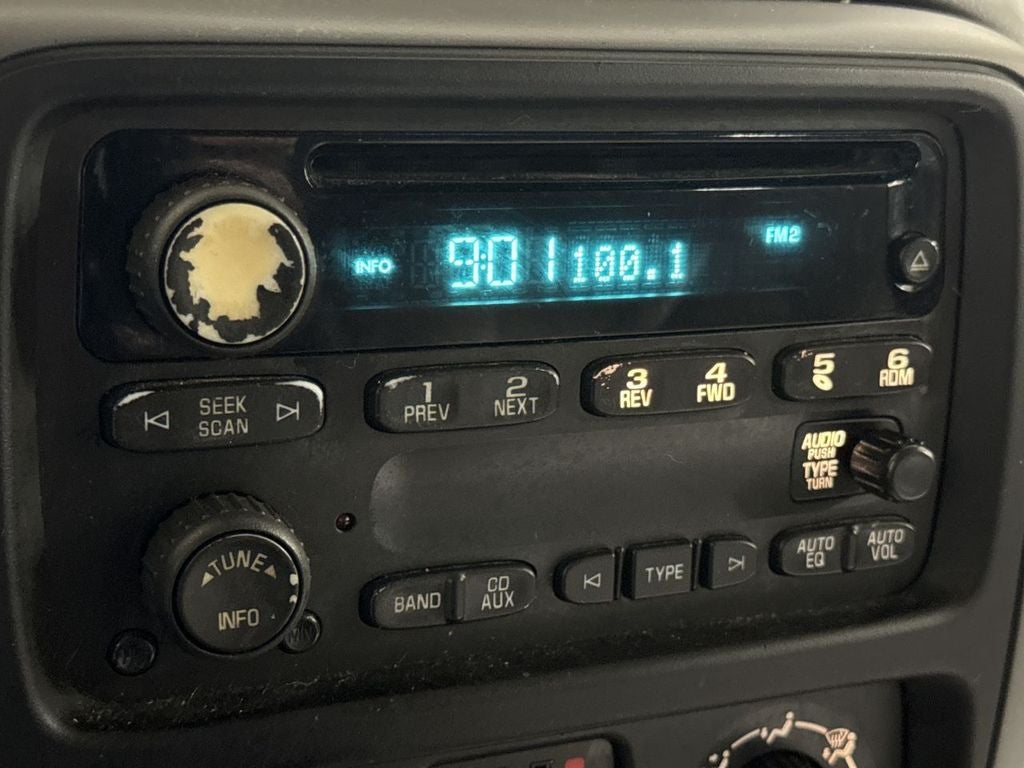 FM2
INFO 9:01 100.1
1 PREV 2 NEXT 3 REV 4 FWD 5 6 RDM
SEEK
SCAN
AUDIO
PUSH
TYPE
TURN
TUNE
INFO
BAND
CD
AUX
TYPE
AUTO
EQ
AUTO
VOL